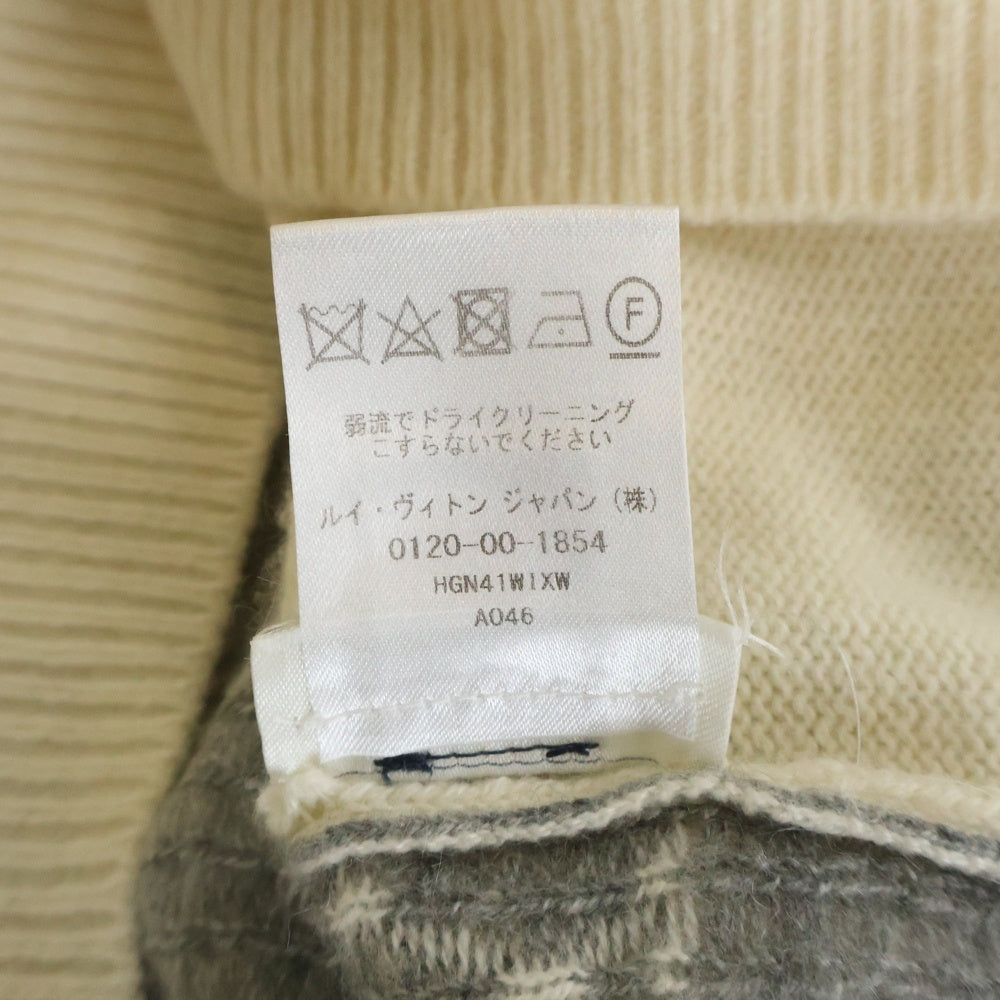 F
弱流でドライクリーニング
こすらないでください
ルイ・ヴィトン ジャパン (株)
0120-00-1854
HGN41WIXW
A046